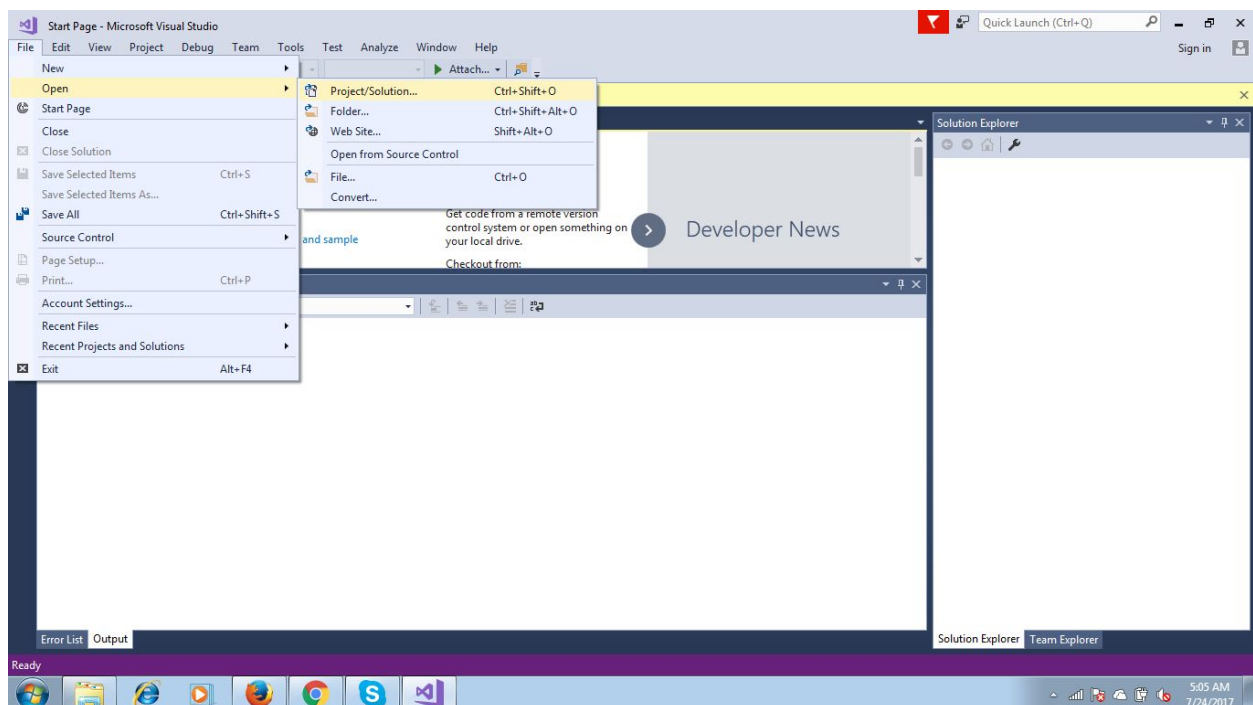 Start Page - Microsoft Visual Studio
Quick Launch (Ctrl+Q)
File Edit View Project Debug Team Tools Test Analyze Window Help
Sign in
New
Attach...
Open
Project/Solution... Ctrl+Shift+O
Start Page
Folder... Ctrl+Shift+Alt+O
Close
Web Site... Shift+Alt+O
Close Solution
Open from Source Control
Save Selected Items Ctrl+S
File... Ctrl+O
Save Selected Items As...
Convert...
Save All Ctrl+Shift+S
Source Control
Page Setup...
Print... Ctrl+P
Account Settings...
Recent Files
Recent Projects and Solutions
Exit Alt+F4
and sample
Get code from a remote version
control system or open something on
your local drive.
Checkout from:
Developer News
Solution Explorer
Error List Output
Solution Explorer Team Explorer
Ready
5:05 AM
7/24/2017